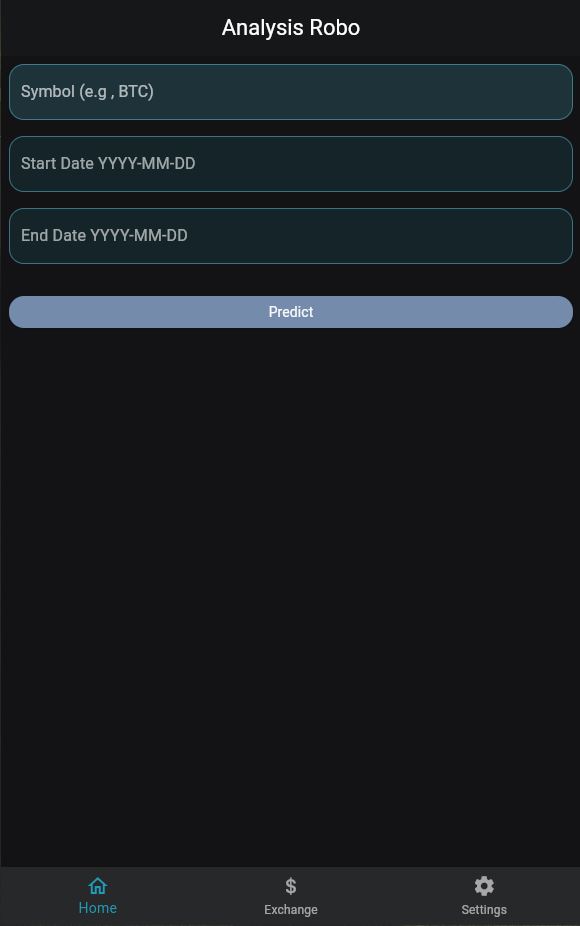 Analysis Robo
Symbol (e.g , BTC)
Start Date YYYY-MM-DD
End Date YYYY-MM-DD
Predict
Home
Exchange
Settings